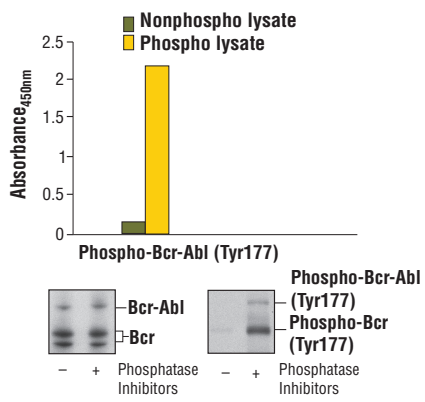 Nonphospho lysate
Phospho lysate
Absorbance450nm
2.5
2
1.5
1
0.5
0
Phospho-Bcr-Abl (Tyr177)
Bcr-Abl
Bcr
– + Phosphatase
Inhibitors
Phospho-Bcr-Abl
(Tyr177)
Phospho-Bcr
(Tyr177)
– + Phosphatase
Inhibitors